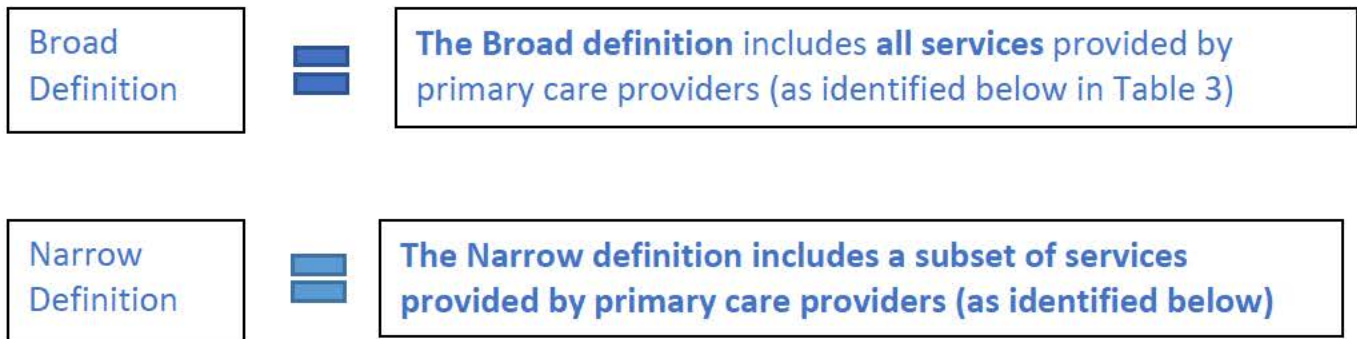 Broad
Definition
The Broad definition includes all services provided by
primary care providers (as identified below in Table 3)
Narrow
Definition
The Narrow definition includes a subset of services
provided by primary care providers (as identified below)